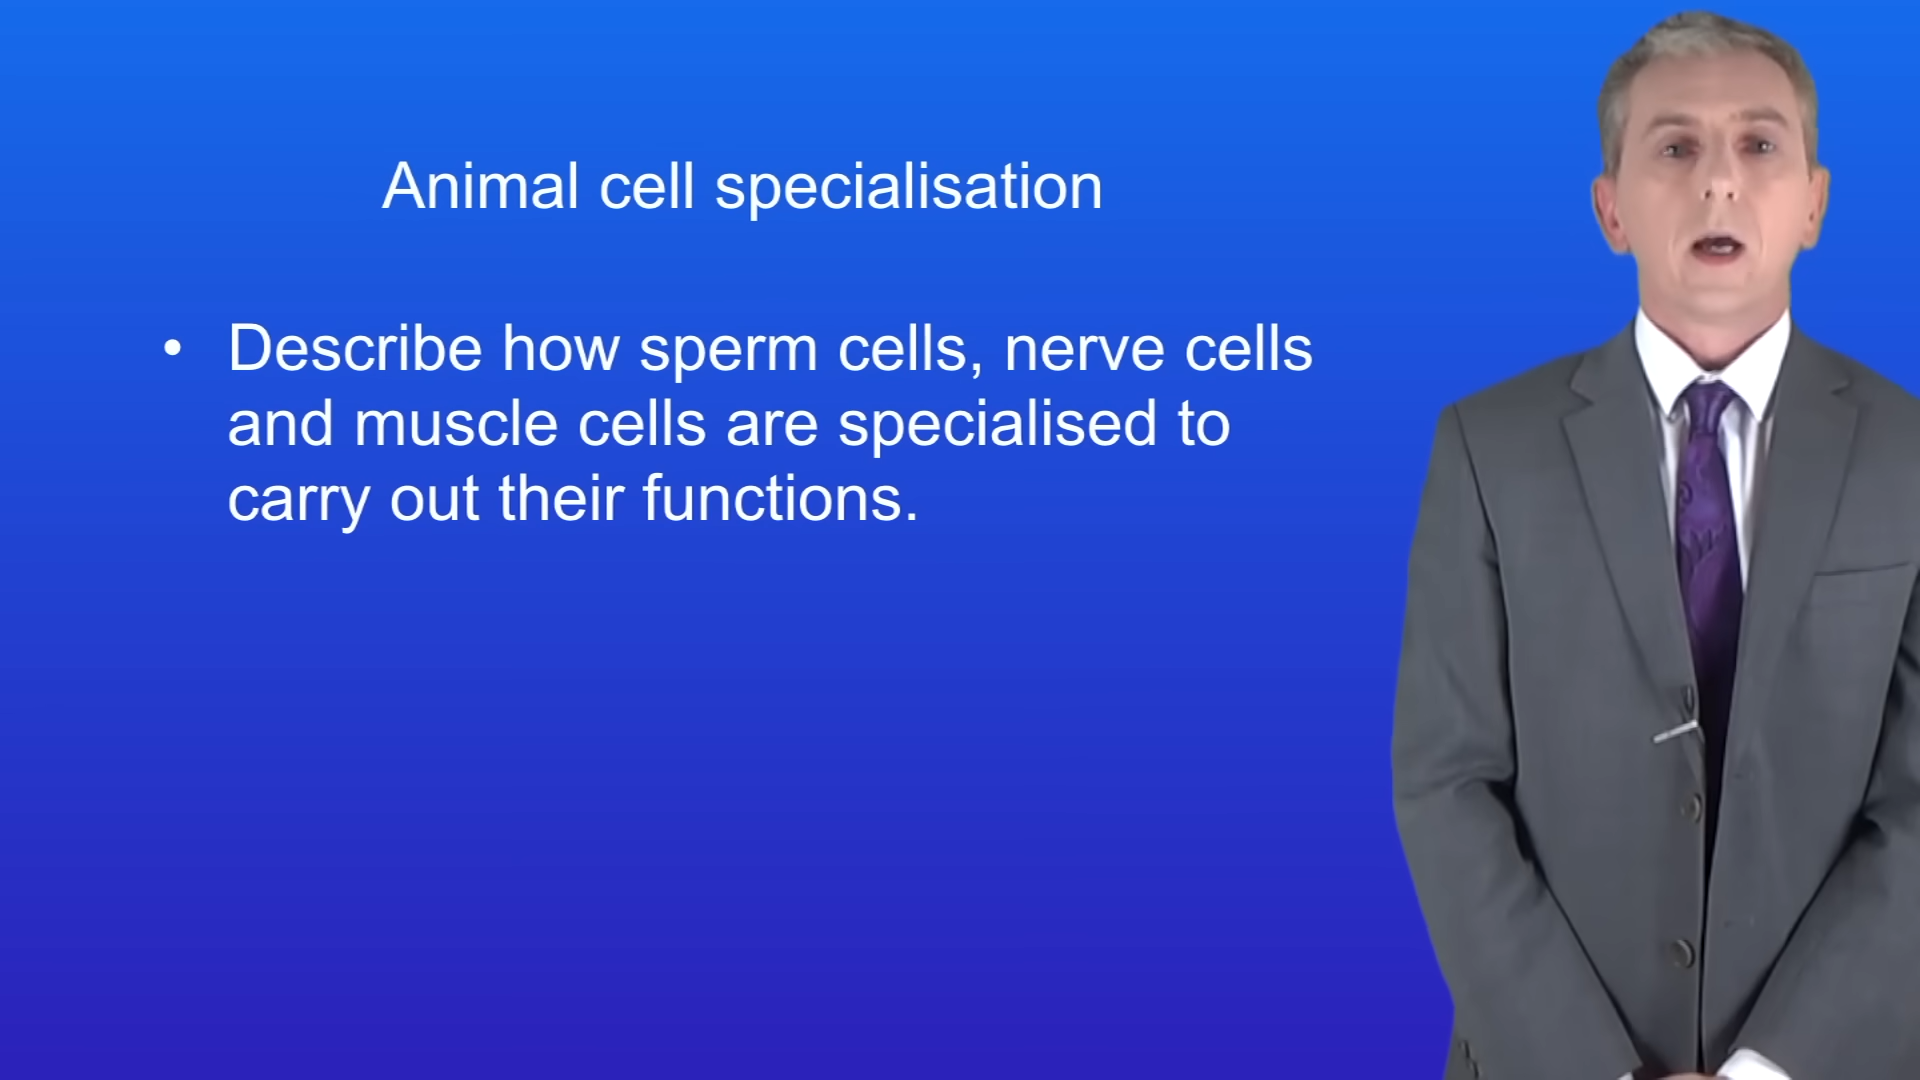 Animal cell specialisation
• Describe how sperm cells, nerve cells
and muscle cells are specialised to
carry out their functions.